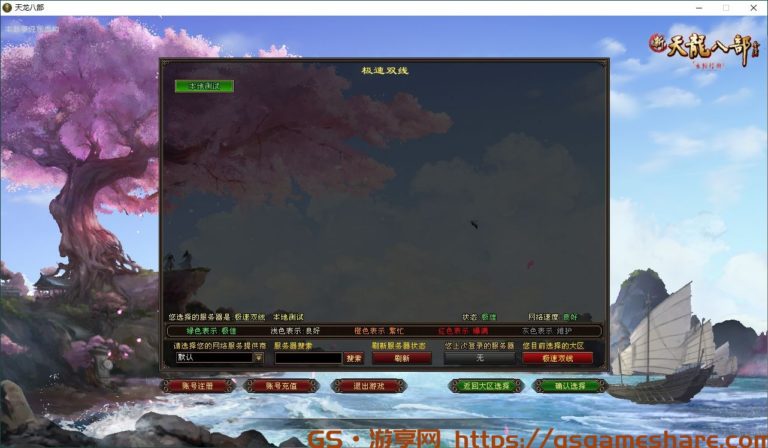 天龙八部
新天龍八部
极速双线
本地测试
您选择的服务器是 极速双线 本地测试 状态 极佳 网络速度 良好
绿色表示:极佳 浅色表示:良好 橙色表示:繁忙 红色表示:爆满 灰色表示:维护
请选择您的网络服务提供商 服务器搜索 刷新服务器状态 您上次登录的服务器 您目前选择的大区
默认 搜索 刷新 无 极速双线
账号注册 账号充值 退出游戏 返回大区选择 确认选择
GS·游享网 https://gsgameshare.com